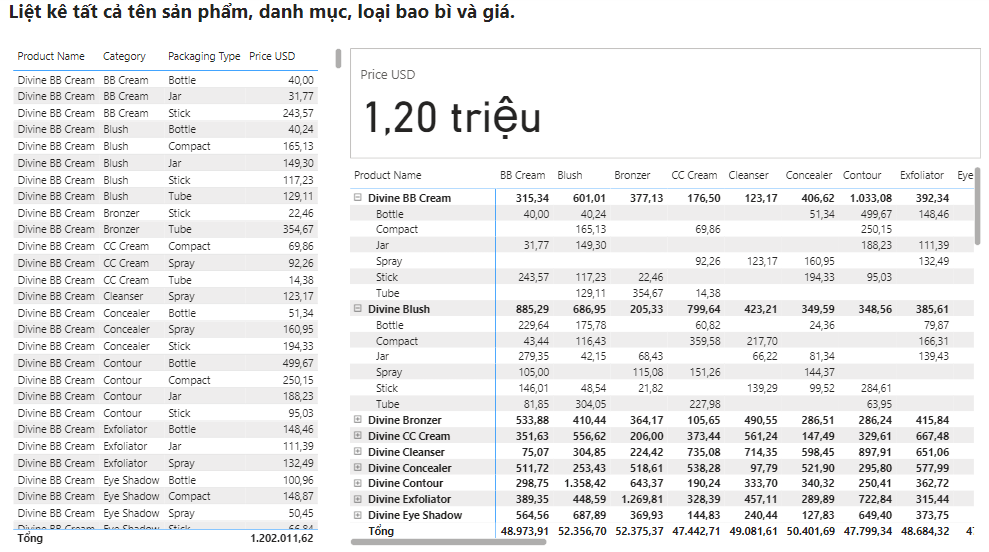 Liệt kê tất cả tên sản phẩm, danh mục, loại bao bì và giá.
Product Name Category Packaging Type Price USD
Divine BB Cream BB Cream Bottle 40,00
Divine BB Cream BB Cream Jar 31,77
Divine BB Cream BB Cream Stick 243,57
Divine BB Cream Blush Bottle 40,24
Divine BB Cream Blush Compact 165,13
Divine BB Cream Blush Jar 149,30
Divine BB Cream Blush Stick 117,23
Divine BB Cream Blush Tube 129,11
Divine BB Cream Bronzer Stick 22,46
Divine BB Cream Bronzer Tube 354,67
Divine BB Cream CC Cream Compact 69,86
Divine BB Cream CC Cream Spray 92,26
Divine BB Cream CC Cream Tube 14,38
Divine BB Cream Cleanser Spray 123,17
Divine BB Cream Concealer Bottle 51,34
Divine BB Cream Concealer Spray 160,95
Divine BB Cream Concealer Stick 194,33
Divine BB Cream Contour Bottle 499,67
Divine BB Cream Contour Compact 250,15
Divine BB Cream Contour Jar 188,23
Divine BB Cream Contour Stick 95,03
Divine BB Cream Exfoliator Bottle 148,46
Divine BB Cream Exfoliator Jar 111,39
Divine BB Cream Exfoliator Spray 132,49
Divine BB Cream Eye Shadow Bottle 100,96
Divine BB Cream Eye Shadow Compact 148,87
Divine BB Cream Eye Shadow Spray 50,45
Divine BB Cream Eye Shadow Stick 66,84
Tổng 1.202.011,62
Price USD
1,20 triệu
Product Name BB Cream Blush Bronzer CC Cream Cleanser Concealer Contour Exfoliator Eye
Divine BB Cream 315,34 601,01 377,13 176,50 123,17 406,62 1.033,08 392,34
Bottle 40,00 40,24 51,34 499,67 148,46
Compact 165,13 69,86 250,15
Jar 31,77 149,30 188,23 111,39
Spray 92,26 123,17 160,95 132,49
Stick 243,57 117,23 22,46 194,33 95,03
Tube 129,11 354,67 14,38
Divine Blush 885,29 686,95 205,33 799,64 423,21 349,59 348,56 385,61
Bottle 229,64 175,78 60,82 24,36 79,87
Compact 43,44 116,43 359,58 217,70 166,31
Jar 279,35 42,15 68,43 66,22 81,34 139,43
Spray 105,00 115,08 151,26 144,37
Stick 146,01 48,54 21,82 139,29 99,52 284,61
Tube 81,85 304,05 227,98 63,95
Divine Bronzer 533,88 410,44 364,17 105,65 490,55 286,51 286,24 415,84
Divine CC Cream 351,63 556,62 206,00 373,44 561,24 147,49 329,61 667,48
Divine Cleanser 75,07 304,85 224,42 735,08 714,35 598,45 897,91 651,06
Divine Concealer 511,72 253,43 518,61 538,28 97,79 521,90 295,80 577,99
Divine Contour 298,75 1.358,42 643,37 190,24 333,70 340,32 250,41 362,72
Divine Exfoliator 389,35 448,59 1.269,81 328,39 457,11 289,89 722,84 315,44
Divine Eye Shadow 564,56 687,89 369,93 144,83 240,44 127,83 649,40 373,75
Tổng 48.973,91 52.356,70 52.375,37 47.442,71 49.081,61 50.401,69 47.799,34 48.684,32